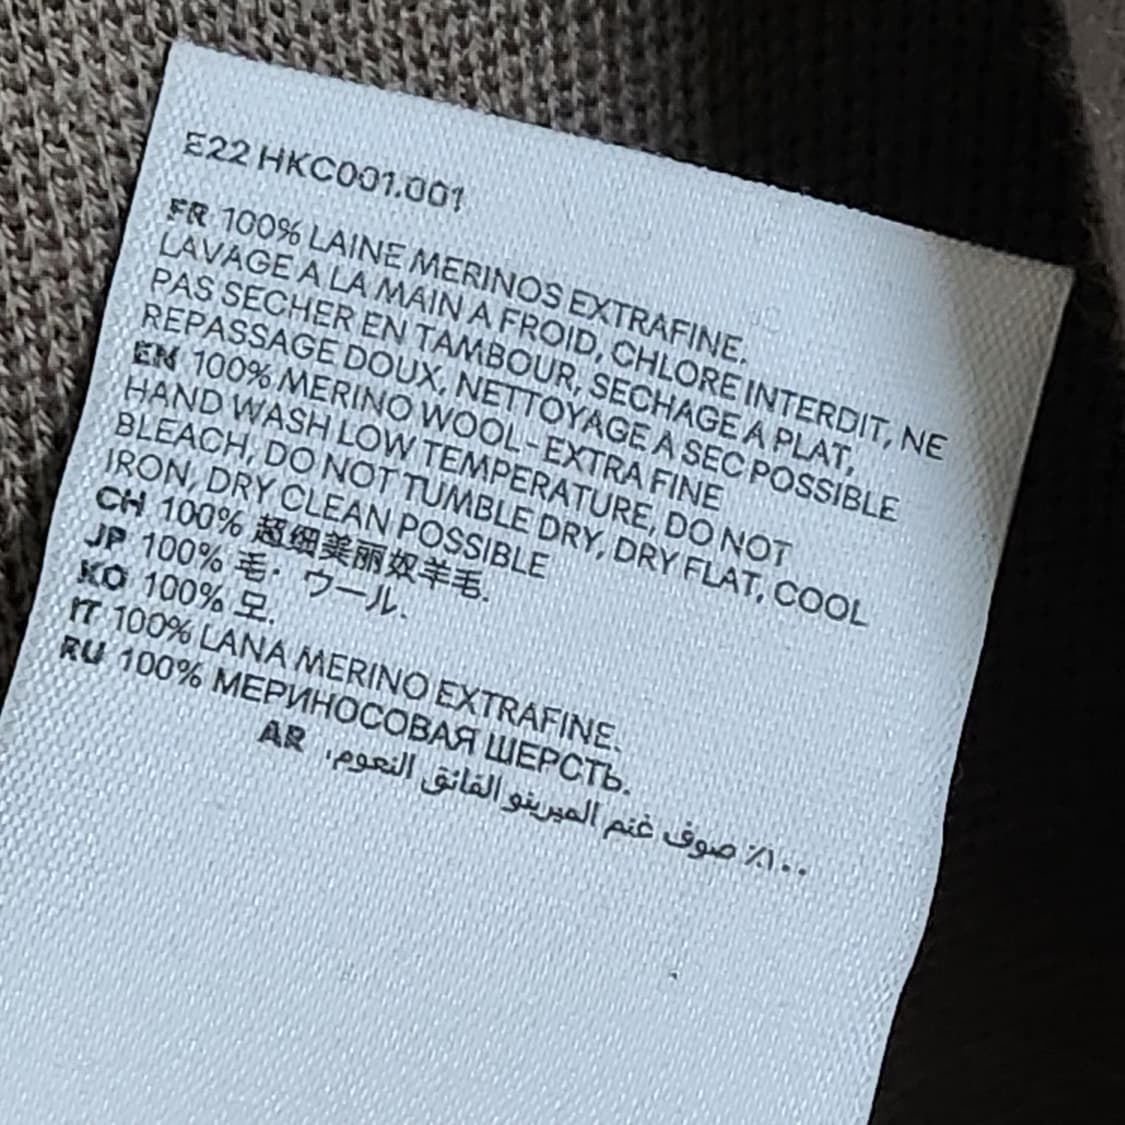 E22 HKC001.001
FR 100% LAINE MERINOS EXTRAFINE.
LAVAGE A LA MAIN A FROID, CHLORE INTERDIT, NE
PAS SECHER EN TAMBOUR, SECHAGE A PLAT,
REPASSAGE DOUX, NETTOYAGE A SEC POSSIBLE
EN 100% MERINO WOOL-EXTRA FINE
HAND WASH LOW TEMPERATURE, DO NOT
BLEACH, DO NOT TUMBLE DRY, DRY FLAT, COOL
IRON, DRY CLEAN POSSIBLE
CH 100% 超细美丽奴羊毛.
JP 100% 毛・ウール.
KO 100% 모.
IT 100% LANA MERINO EXTRAFINE.
RU 100% МЕРИНОСОВАЯ ШЕРСТЬ.
AR ١٠٠٪ صوف غنم الميرينو الفائق النعوم،